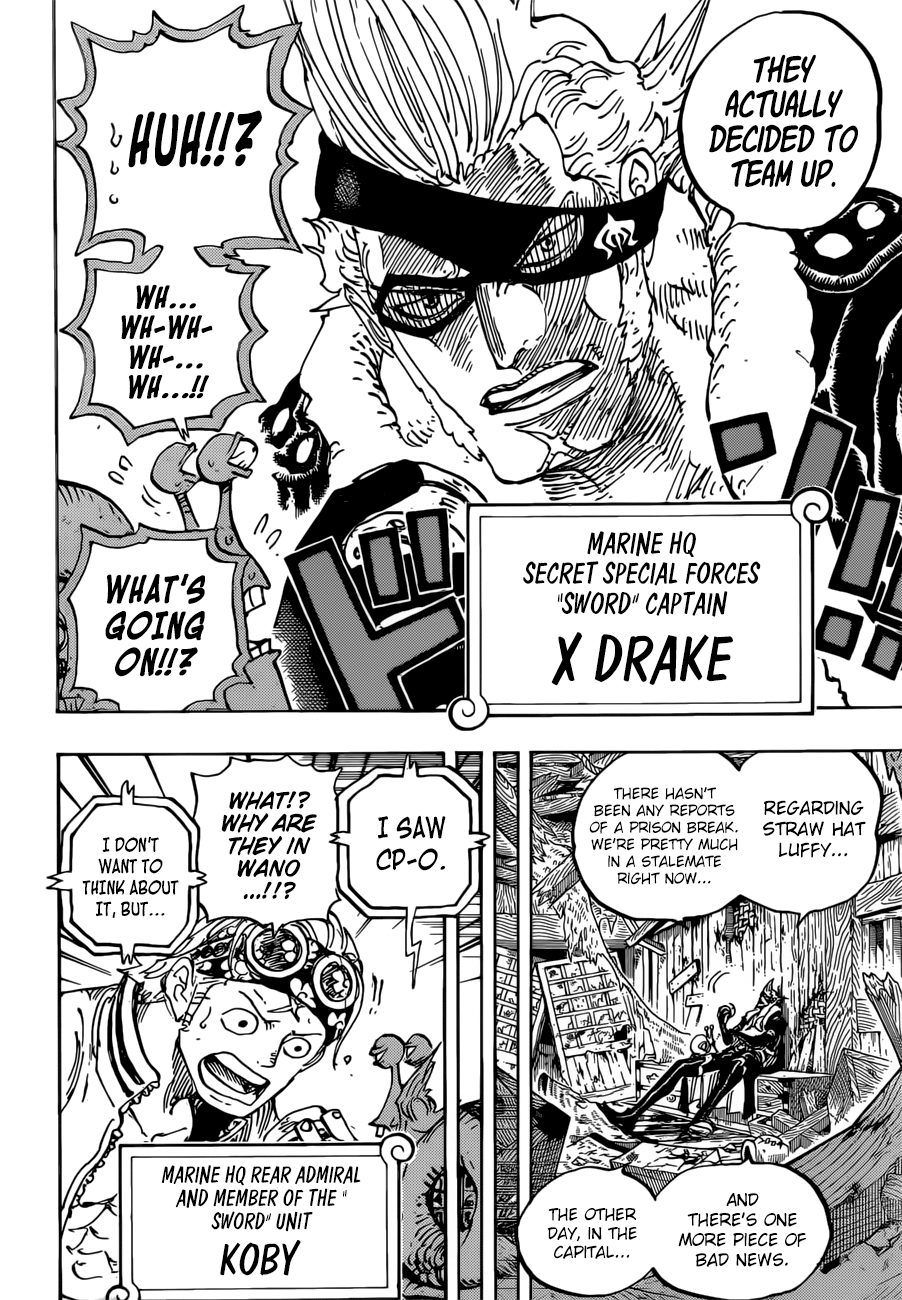 THEY
ACTUALLY
DECIDED TO
TEAM UP.
HUH!!?
WH...
WH-WH-
WH-...
WH...!!
WHAT'S
GOING
ON!!?
MARINE HQ
SECRET SPECIAL FORCES
"SWORD" CAPTAIN
X DRAKE
REGARDING
STRAW HAT
LUFFY...
THERE HASN'T
BEEN ANY REPORTS
OF A PRISON BREAK.
WE'RE PRETTY MUCH
IN A STALEMATE
RIGHT NOW...
AND
THERE'S ONE
MORE PIECE OF
BAD NEWS.
THE OTHER
DAY, IN THE
CAPITAL...
I SAW
CP-0.
WHAT!?
WHY ARE
THEY IN
WANO
...!!?
I DON'T
WANT TO
THINK ABOUT
IT, BUT...
MARINE HQ REAR ADMIRAL
AND MEMBER OF THE "
SWORD" UNIT
KOBY